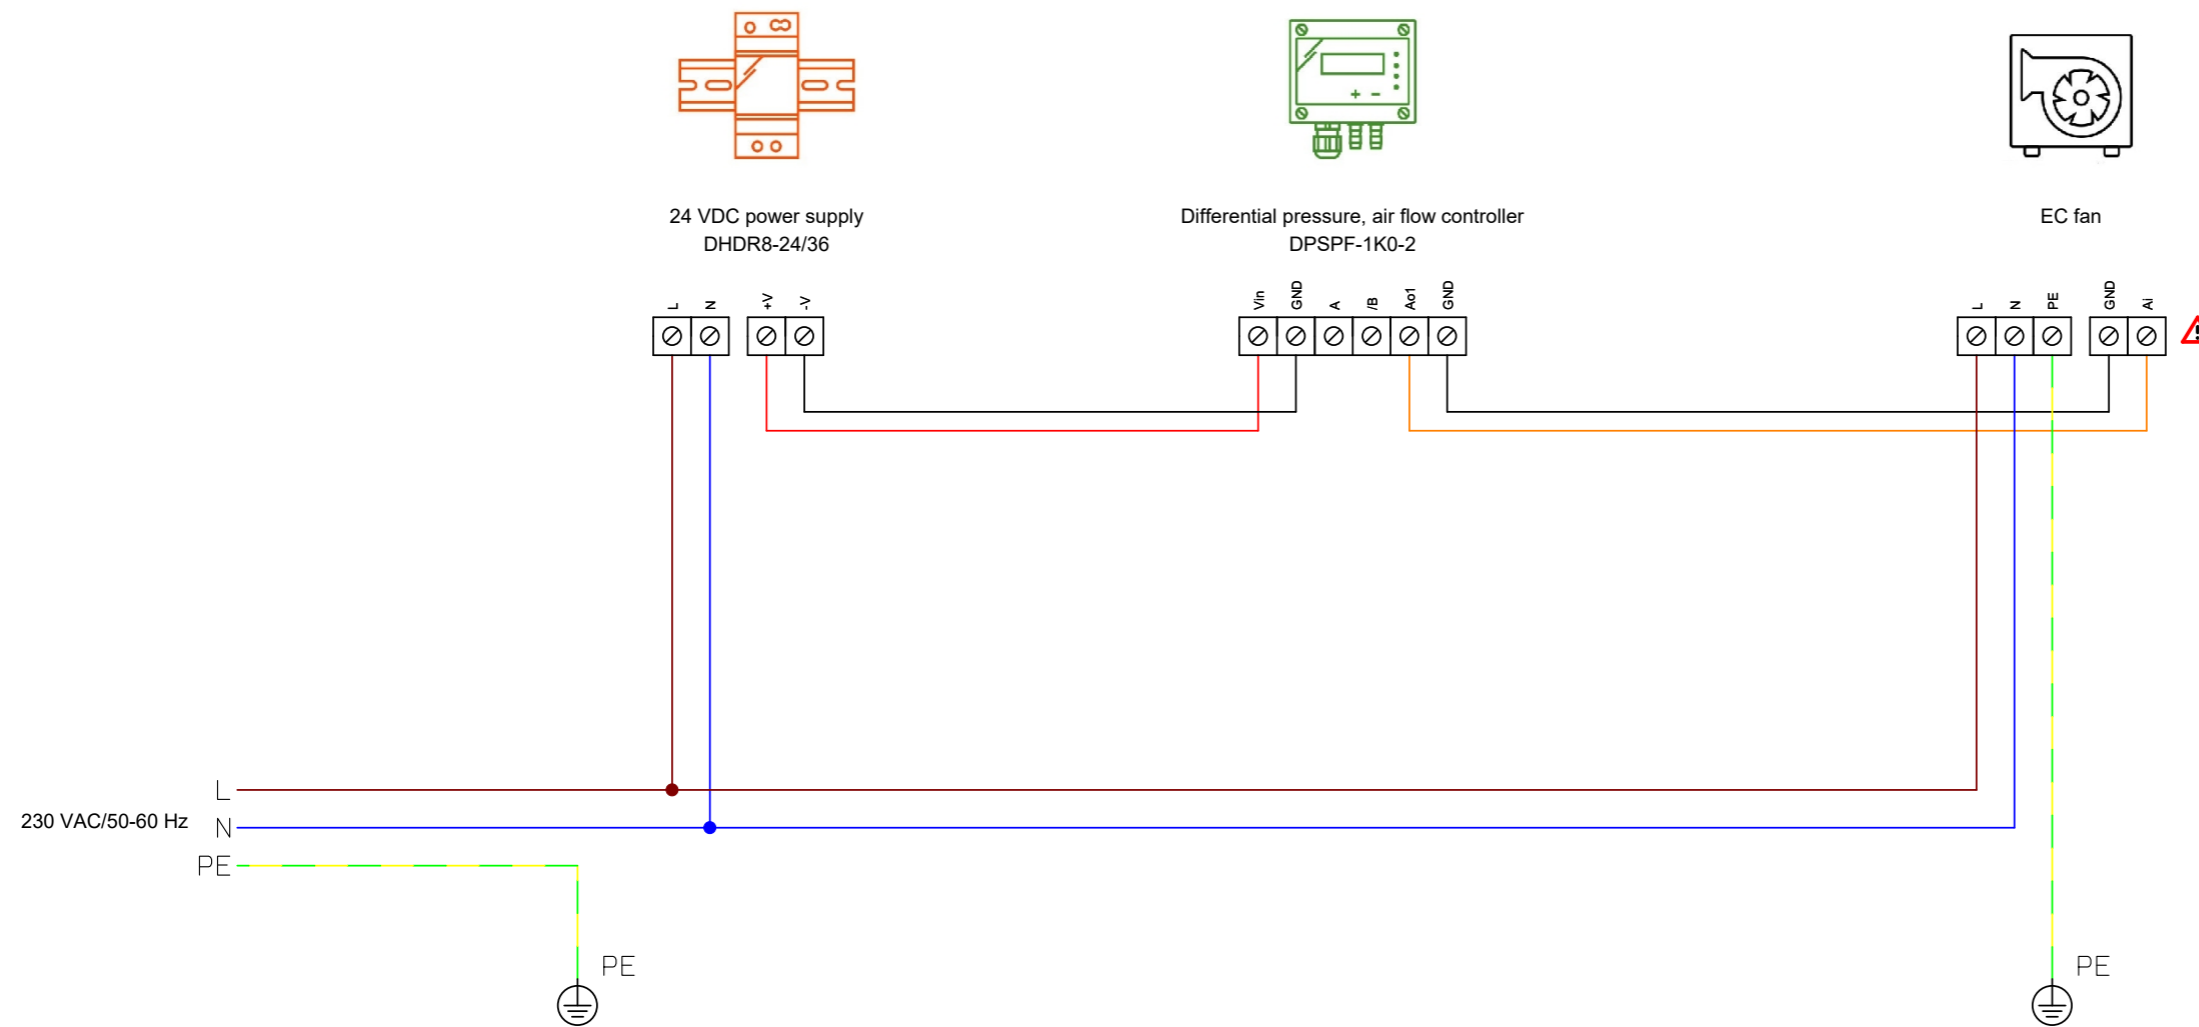 24 VDC power supply
DHDR8-24/36
Differential pressure, air flow controller
DPSPF-1K0-2
EC fan
L N +V -V
Vin GND A /B Ao1 GND
L N PE GND Ai
L
230 VAC/50-60 Hz N
PE
PE
PE